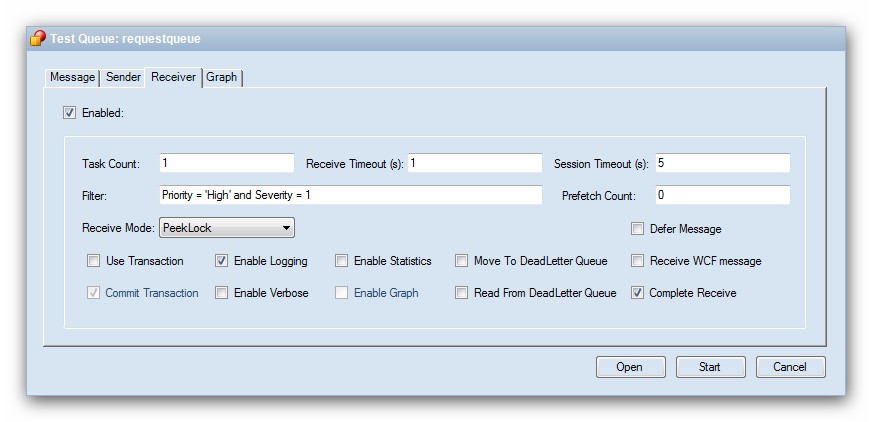 Test Queue: requestqueue
Message Sender Receiver Graph
Enabled:
Task Count: 1 Receive Timeout (s): 1 Session Timeout (s): 5
Filter: Priority = 'High' and Severity = 1 Prefetch Count: 0
Receive Mode: PeekLock Defer Message
Use Transaction Enable Logging Enable Statistics Move To DeadLetter Queue Receive WCF message
Commit Transaction Enable Verbose Enable Graph Read From DeadLetter Queue Complete Receive
Open Start Cancel